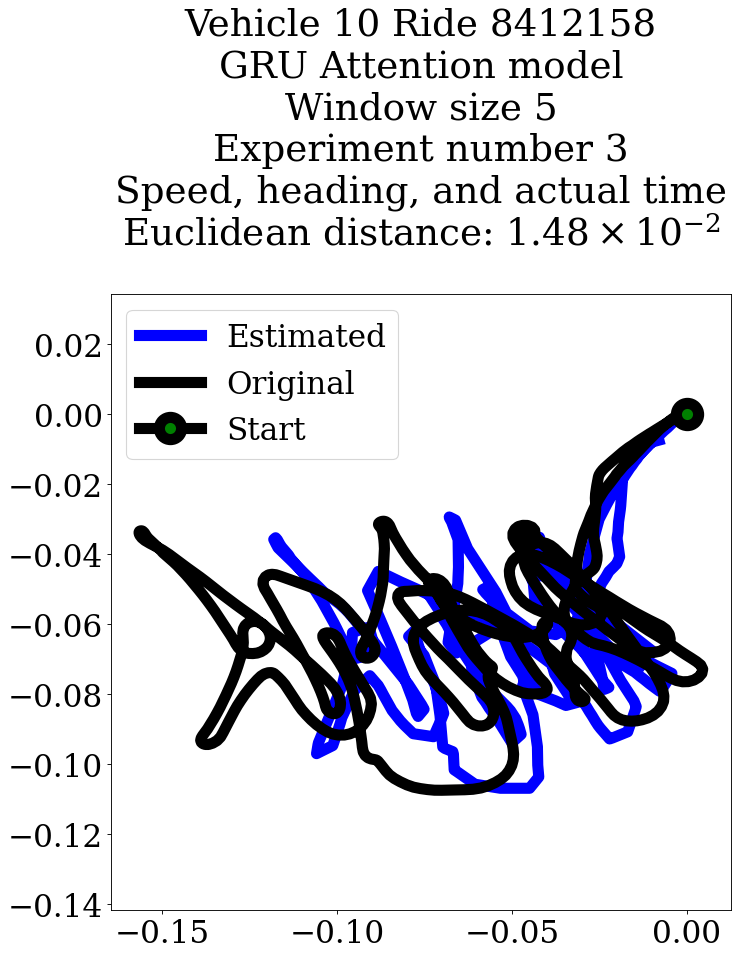 Vehicle 10 Ride 8412158
GRU Attention model
Window size 5
Experiment number 3
Speed, heading, and actual time
Euclidean distance: 1.48 × 10⁻²
Estimated
Original
Start
0.02
0.00
−0.02
−0.04
−0.06
−0.08
−0.10
−0.12
−0.14
−0.15
−0.10
−0.05
0.00